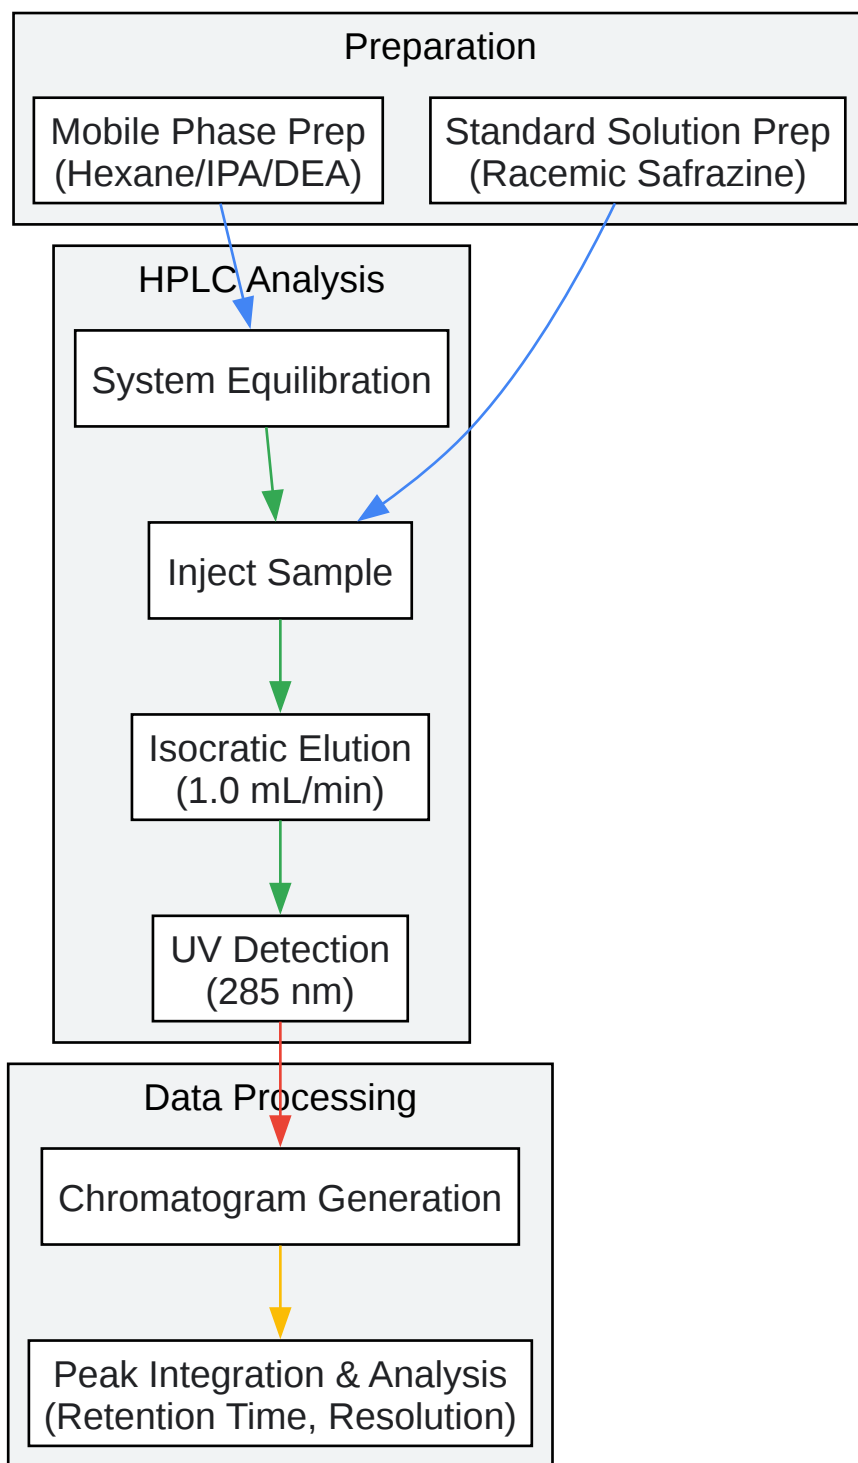 Preparation
Mobile Phase Prep
(Hexane/IPA/DEA)
Standard Solution Prep
(Racemic Safrazine)
HPLC Analysis
System Equilibration
Inject Sample
Isocratic Elution
(1.0 mL/min)
UV Detection
(285 nm)
Data Processing
Chromatogram Generation
Peak Integration & Analysis
(Retention Time, Resolution)